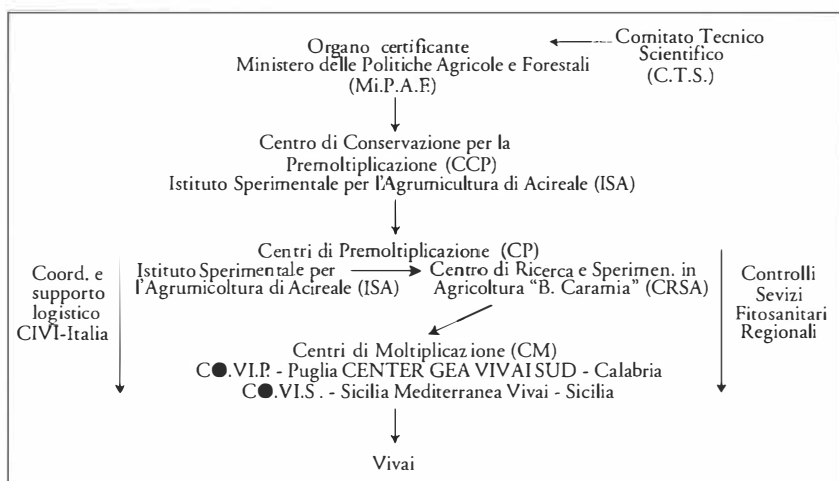 Organo certificante
Ministero delle Politiche Agricole e Forestali
(Mi.P.A.F.)
Comitato Tecnico
Scientifico
(C.T.S.)
Centro di Conservazione per la
Premoltiplicazione (CCP)
Istituto Sperimentale per l'Agrumicultura di Acireale (ISA)
Centri di Premoltiplicazione (CP)
Istituto Sperimentale per
l'Agrumicoltura di Acireale (ISA)
Centro di Ricerca e Sperimen. in
Agricoltura "B. Caramia" (CRSA)
Coord. e
supporto
logistico
CIVI-Italia
Controlli
Sevizi
Fitosanitari
Regionali
Centri di Moltiplicazione (CM)
C●.VI.P. - Puglia CENTER GEA VIVAI SUD - Calabria
C●.VI.S. - Sicilia Mediterranea Vivai - Sicilia
Vivai